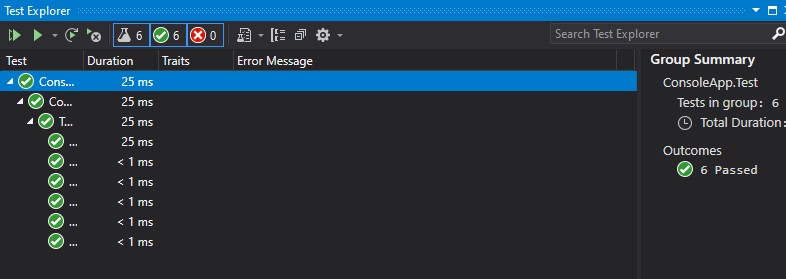 Test Explorer
6 6 0 Search Test Explorer
Test Duration Traits Error Message
Cons... 25 ms
Co... 25 ms
T... 25 ms
... 25 ms
... < 1 ms
... < 1 ms
... < 1 ms
... < 1 ms
... < 1 ms
Group Summary
ConsoleApp.Test
Tests in group: 6
Total Duration:
Outcomes
6 Passed